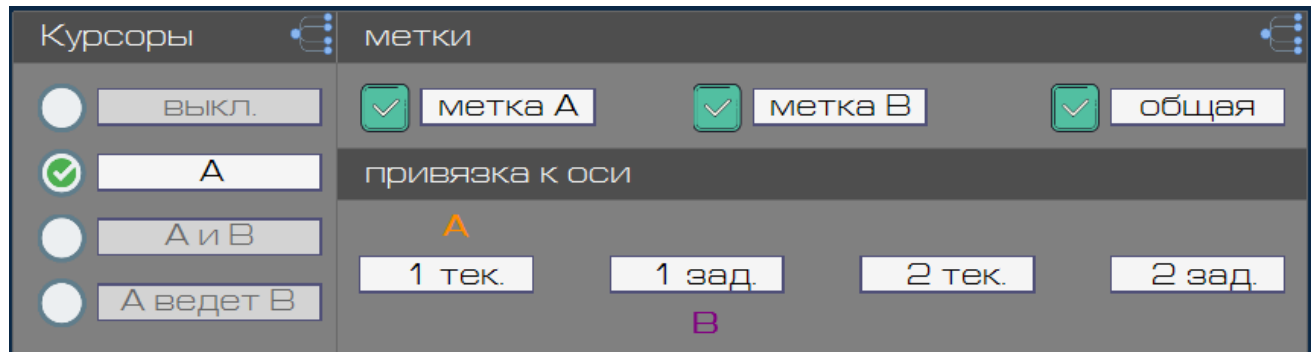 Курсоры
метки
выкл.
метка А
метка В
общая
А
привязка к оси
А и В
А
А ведет В
1 тек.
1 зад.
2 тек.
2 зад.
В